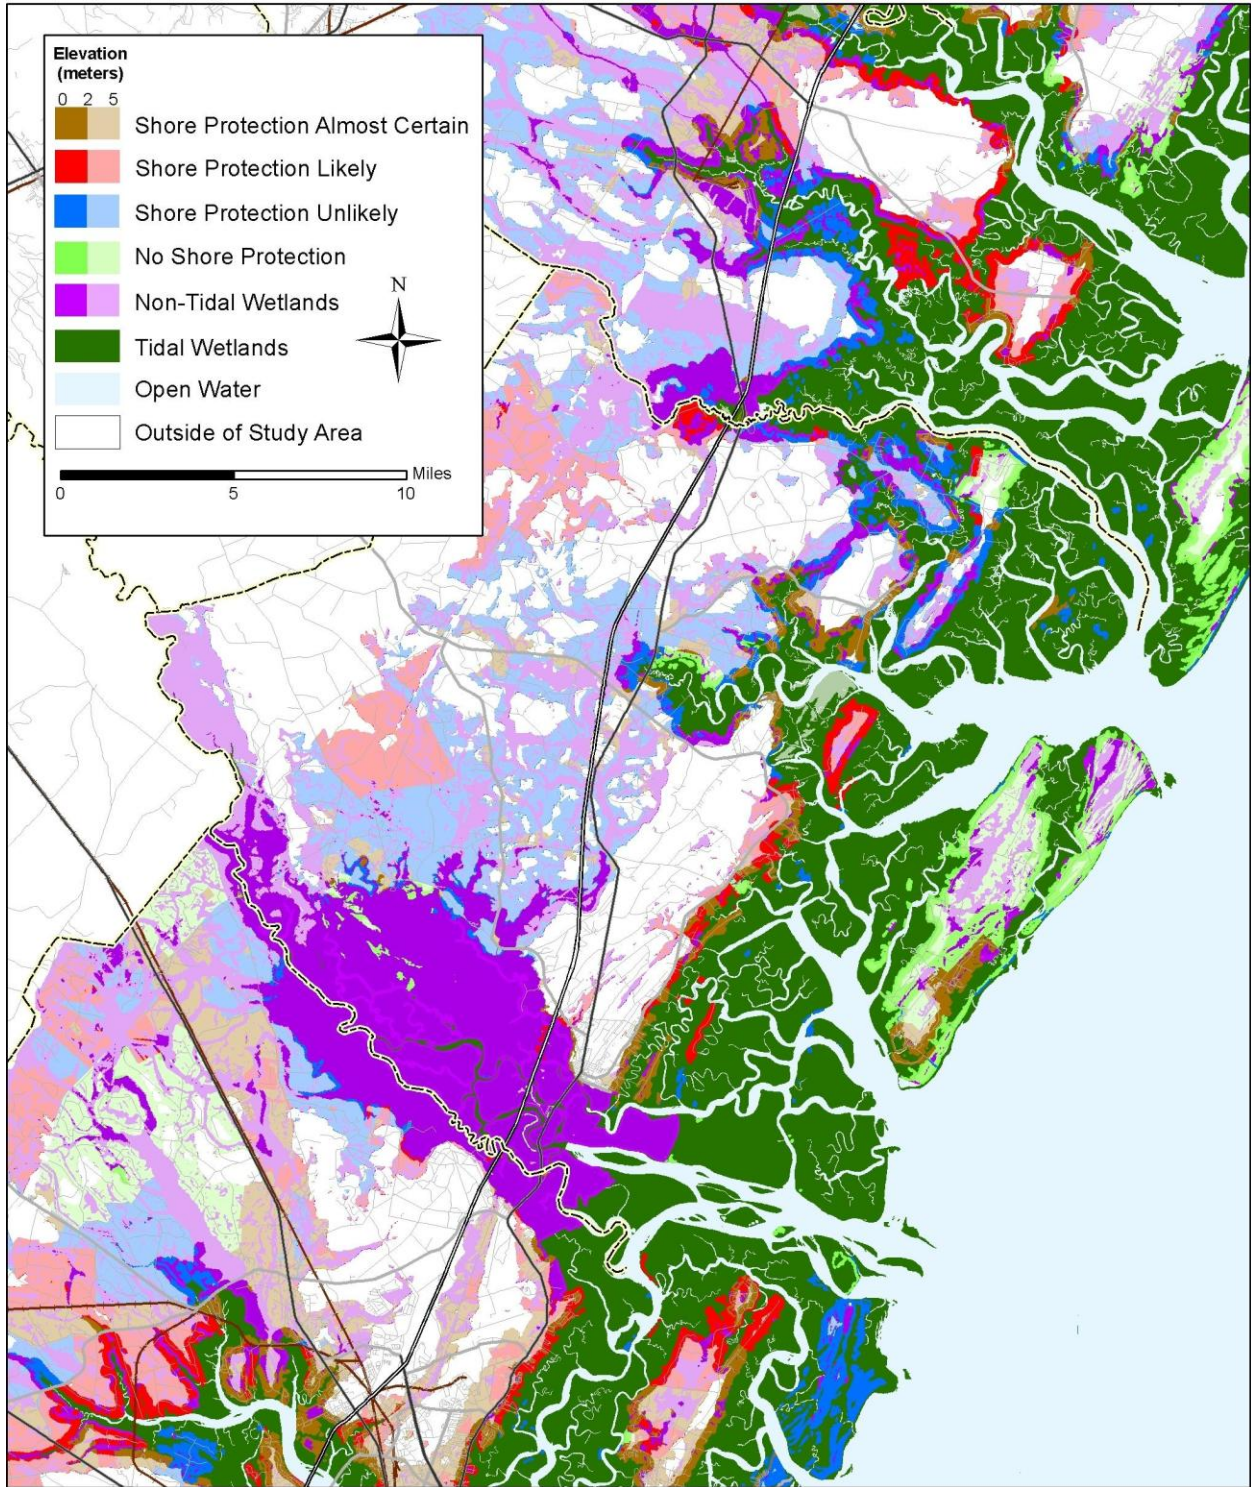 Elevation
(meters)
0 2 5
Shore Protection Almost Certain
Shore Protection Likely
Shore Protection Unlikely
No Shore Protection
Non-Tidal Wetlands
N
Tidal Wetlands
Open Water
Outside of Study Area
Miles
0 5 10